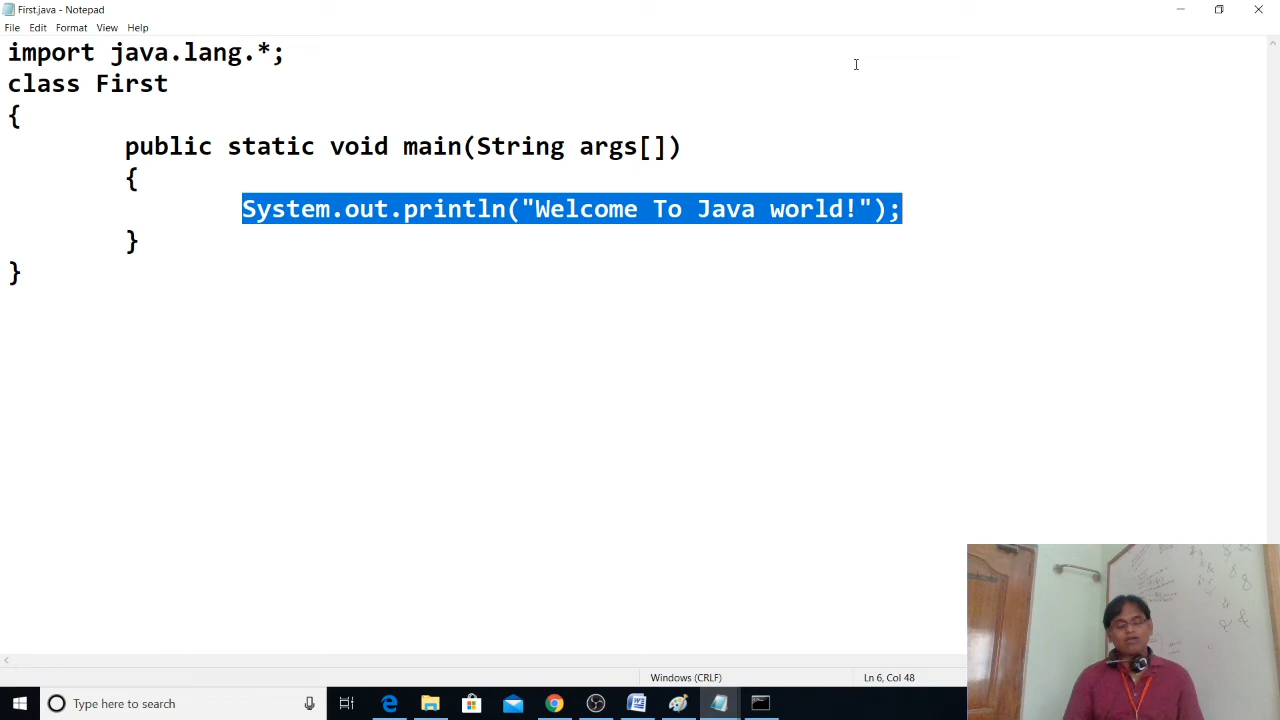 First.java - Notepad
File Edit Format View Help
import java.lang.*;
class First
{
public static void main(String args[])
{
System.out.println("Welcome To Java world!");
}
}
Windows (CRLF)
Ln 6, Col 48
Type here to search